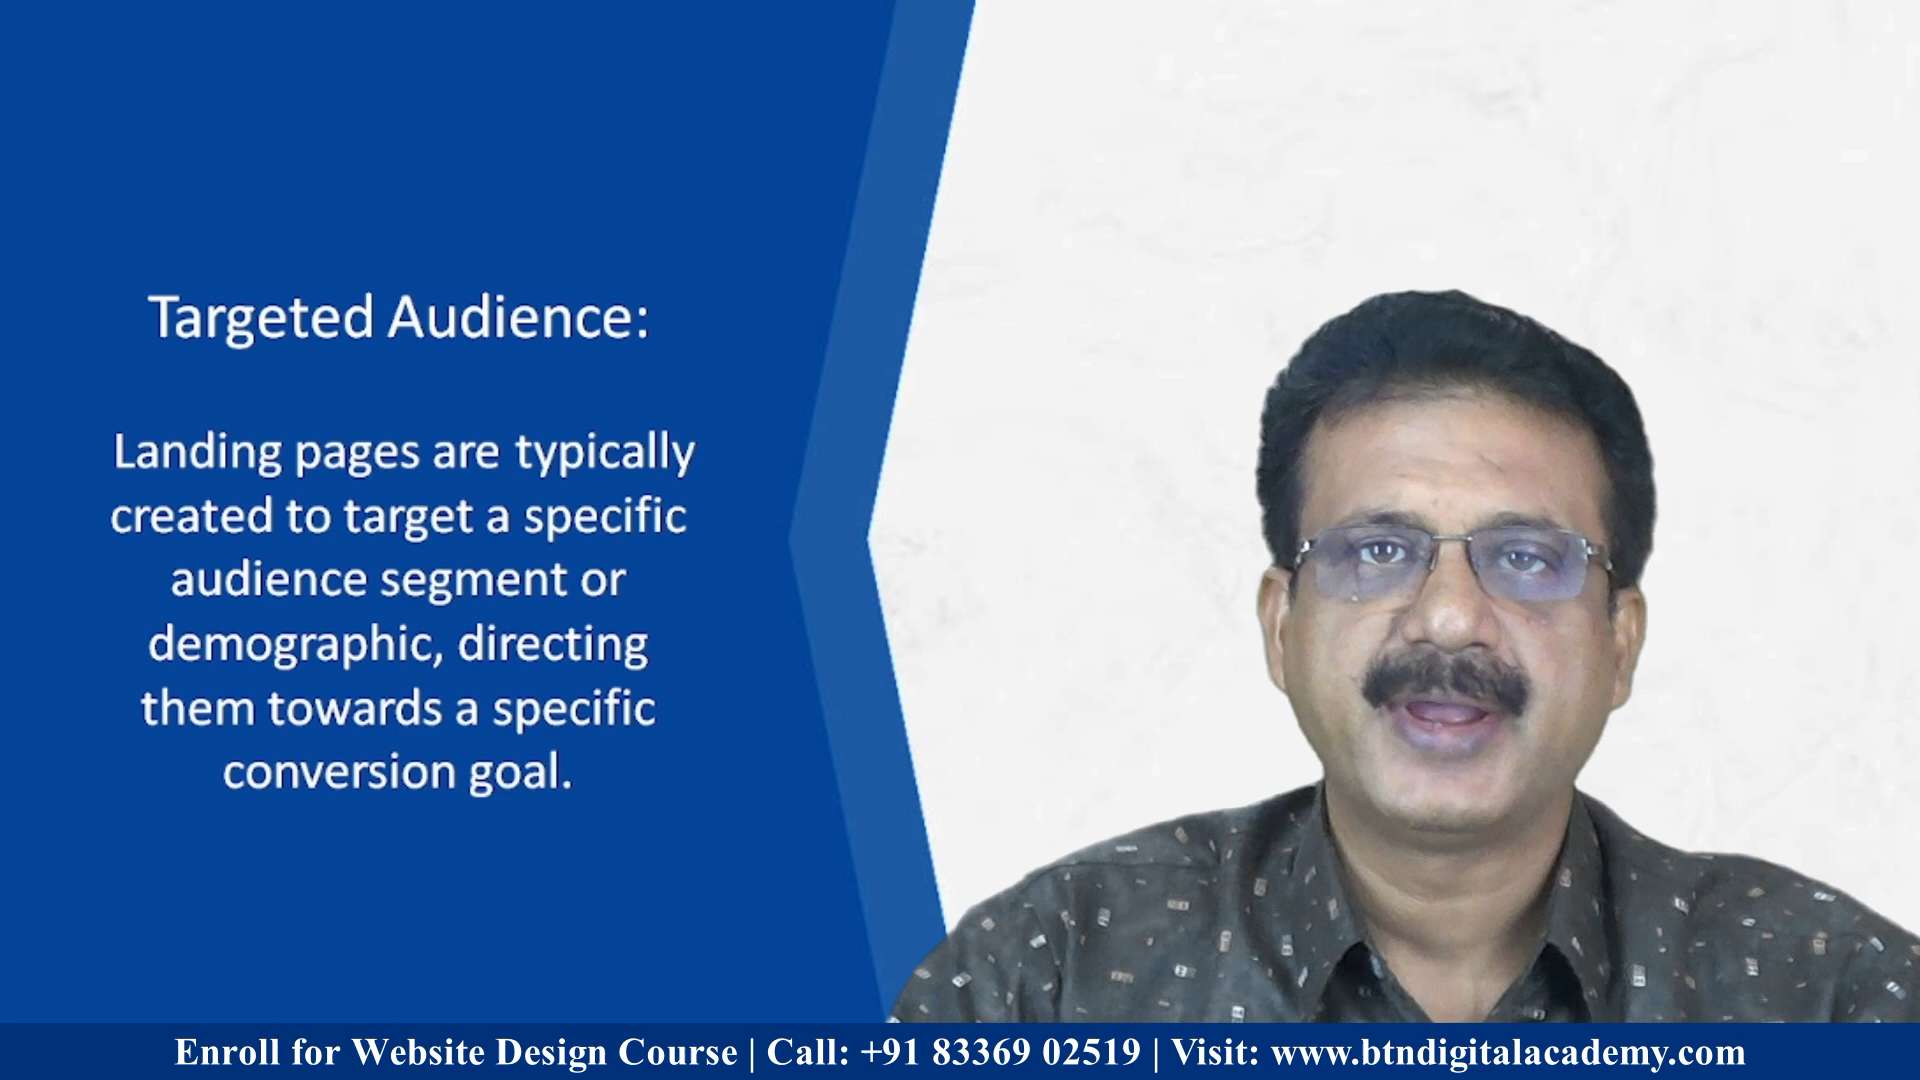 Targeted Audience:
Landing pages are typically
created to target a specific
audience segment or
demographic, directing
them towards a specific
conversion goal.
Enroll for Website Design Course | Call: +91 83369 02519 | Visit: www.btndigitalacademy.com